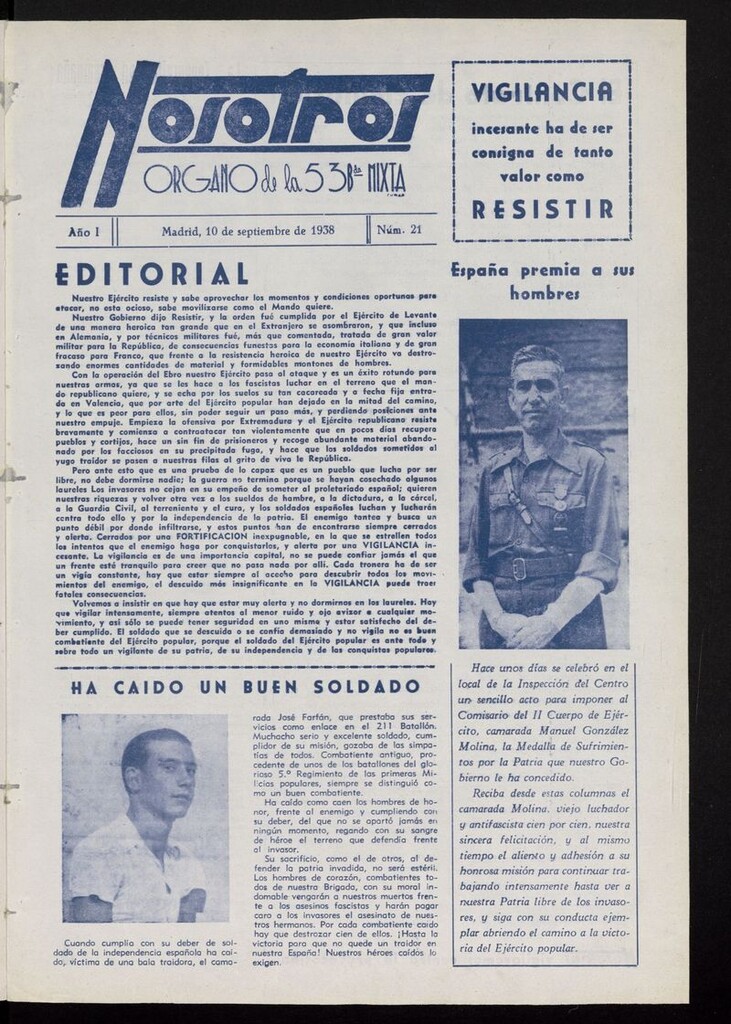 Nosotros
ORGANO de la 53 Bda MIXTA
Año I
Madrid, 10 de septiembre de 1938
Núm. 21
VIGILANCIA
incesante ha de ser
consigna de tanto
valor como
RESISTIR
EDITORIAL
Nuestro Ejército resiste y sabe aprovechar los momentos y condiciones oportunas para
atacar, no esta ocioso, sabe movilizarse como el Mando quiere.
Nuestro Gobierno dijo Resistir, y la orden fué cumplida por el Ejército de Levante
de una manera heroica tan grande que en el Extranjero se asombraron, y que incluso
en Alemania, y por técnicos militares fué, más que comentada, tratada de gran valor
militar para la República, de consecuencias funestas para la economia italiana y de gran
fracaso para Franco, que frente a la resistencia heroica de nuestro Ejército va destro-
zando enormes cantidades de material y formidables montones de hombres.
Con la operación del Ebro nuestro Ejército pasa al ataque y es un éxito rotundo para
nuestras armas, ya que se les hace a los fascistas luchar en el terreno que el man-
do republicano quiere, y se echa por los suelos su tan cacareada y a fecha fija entra-
da en Valencia, que por arte del Ejército popular han dejado en la mitad del camino,
y lo que es peor para ellos, sin poder seguir un paso más, y perdiendo posiciones ante
nuestro empuje. Empieza la ofensiva por Extremadura y el Ejército republicano resiste
brevemente y comienza a contraatacar tan violentamente que en pocos días recupera
pueblos y cortijos, hace un sin fin de prisioneros y recoge abundante material abando-
nado por los facciosos en su precipitada fuga, y hace que los soldados sometidos al
yugo traidor se pasen a nuestras filas al grito de viva la República.
Pero ante esto que es una prueba de lo capaz que es un pueblo que lucha por ser
libre, no debe dormirse nadie; la guerra no termina porque se hayan cosechado algunos
laureles Los invasores no cejan en su empeño de someter al proletariado español; quieren
nuestras riquezas y volver otra vez a los sueldos de hambre, a la dictadura, a la cárcel,
a la Guardia Civil, al terreniente y el cura, y los soldados españoles luchan y lucharán
contra todo ello y por la independencia de la patria. El enemigo tantea y busca un
punto débil por donde infiltrarse, y estos puntos han de encontrarse siempre cerrados
y alerta. Cerrados por una FORTIFICACION inexpugnable, en la que se estrellen todos
los intentos que el enemigo haga por conquistarlos, y alerta por una VIGILANCIA in-
cesante. La vigilancia es de una importancia capital, no se puede confiar jamás el que
un frente esté tranquilo para creer que no pasa nada por allí. Cada tronera ha de ser
un vigía constante, hay que estar siempre al acecho para descubrir todos los movi-
mientos del enemigo, el descuido más insignificante en la VIGILANCIA puede traer
fatales consecuencias.
Volvemos a insistir en que hay que estar muy alerta y no dormirnos en los laureles. Hay
que vigilar intensamente, siempre atentos al menor ruido y ojo avizor a cualquier mo-
vimiento, y así sólo se puede tener seguridad en uno mismo y estar satisfecho del de-
ber cumplido. El soldado que se descuida o se confia demasiado y no vigila no es buen
combatiente del Ejército popular, porque el soldado del Ejército popular es ante todo y
sobre todo un vigilante de su patria, de su independencia y de las conquistas populares.
España premia a sus
hombres
Hace unos días se celebró en el
local de la Inspección del Centro
un sencillo acto para imponer al
Comisario del II Cuerpo de Ejér-
cito, camarada Manuel González
Molina, la Medalla de Sufrimien-
tos por la Patria que nuestro Go-
bierno le ha concedido.
Reciba desde estas columnas el
camarada Molina, viejo luchador
y antifascista cien por cien, nuestra
sincera felicitación, y al mismo
tiempo el aliento y adhesión a su
honrosa misión para continuar tra-
bajando intensamente hasta ver a
nuestra Patria libre de los invaso-
res, y siga con su conducta ejem-
plar abriendo el camino a la victo-
ria del Ejército popular.
HA CAIDO UN BUEN SOLDADO
Cuando cumplía con su deber de sol-
dado de la independencia española ha caí-
do, víctima de una bala traidora, el cama-
rada José Farfán, que prestaba sus ser-
vicios como enlace en el 211 Batallón.
Muchacho serio y excelente soldado, cum-
plidor de su misión, gozaba de las simpa-
tías de todos. Combatiente antiguo, pro-
cedente de unos de los batallones del glo-
rioso 5.º Regimiento de las primeras Mi-
licias populares, siempre se distinguió co-
mo un buen combatiente.
Ha caído como caen los hombres de ho-
nor, frente al enemigo y cumpliendo con
su deber, del que no se apartó jamás en
ningún momento, regando con su sangre
de héroe el terreno que defendía frente
al invasor.
Su sacrificio, como el de otros, al de-
fender la patria invadida, no será estéril.
Los hombres de corazón, combatientes to-
dos de nuestra Brigada, con su moral in-
domable vengarán a nuestros muertos fren-
te a los asesinos fascistas y harán pagar
caro a los invasores el asesinato de nues-
tros hermanos. Por cada combatiente caído
hay que destrozar cien de ellos. ¡Hasta la
victoria para que no quede un traidor en
nuestra España! Nuestros héroes caídos lo
exigen.